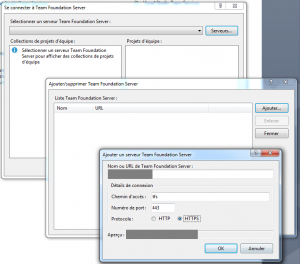 Se connecter à Team Foundation Server
Sélectionner un serveur Team Foundation Server :
Serveurs...
Collections de projets d'équipe :
Projets d'équipe :
Sélectionner un serveur Team Foundation
Server pour afficher des collections de projets
d'équipe
Ajouter/supprimer Team Foundation Server
Liste Team Foundation Server :
Nom
URL
Ajouter...
Enlever
Fermer
Ajouter un serveur Team Foundation Server
Nom ou URL de Team Foundation Server :
Détails de connexion
Chemin d'accès :
tfs
Numéro de port :
443
Protocole :
HTTP
HTTPS
Aperçu :
OK
Annuler